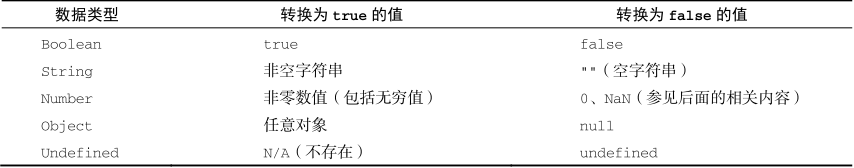 数据类型 转换为 true 的值 转换为 false 的值
Boolean true false
String 非空字符串 ""（空字符串）
Number 非零数值（包括无穷值） 0、NaN（参见后面的相关内容）
Object 任意对象 null
Undefined N/A（不存在） undefined